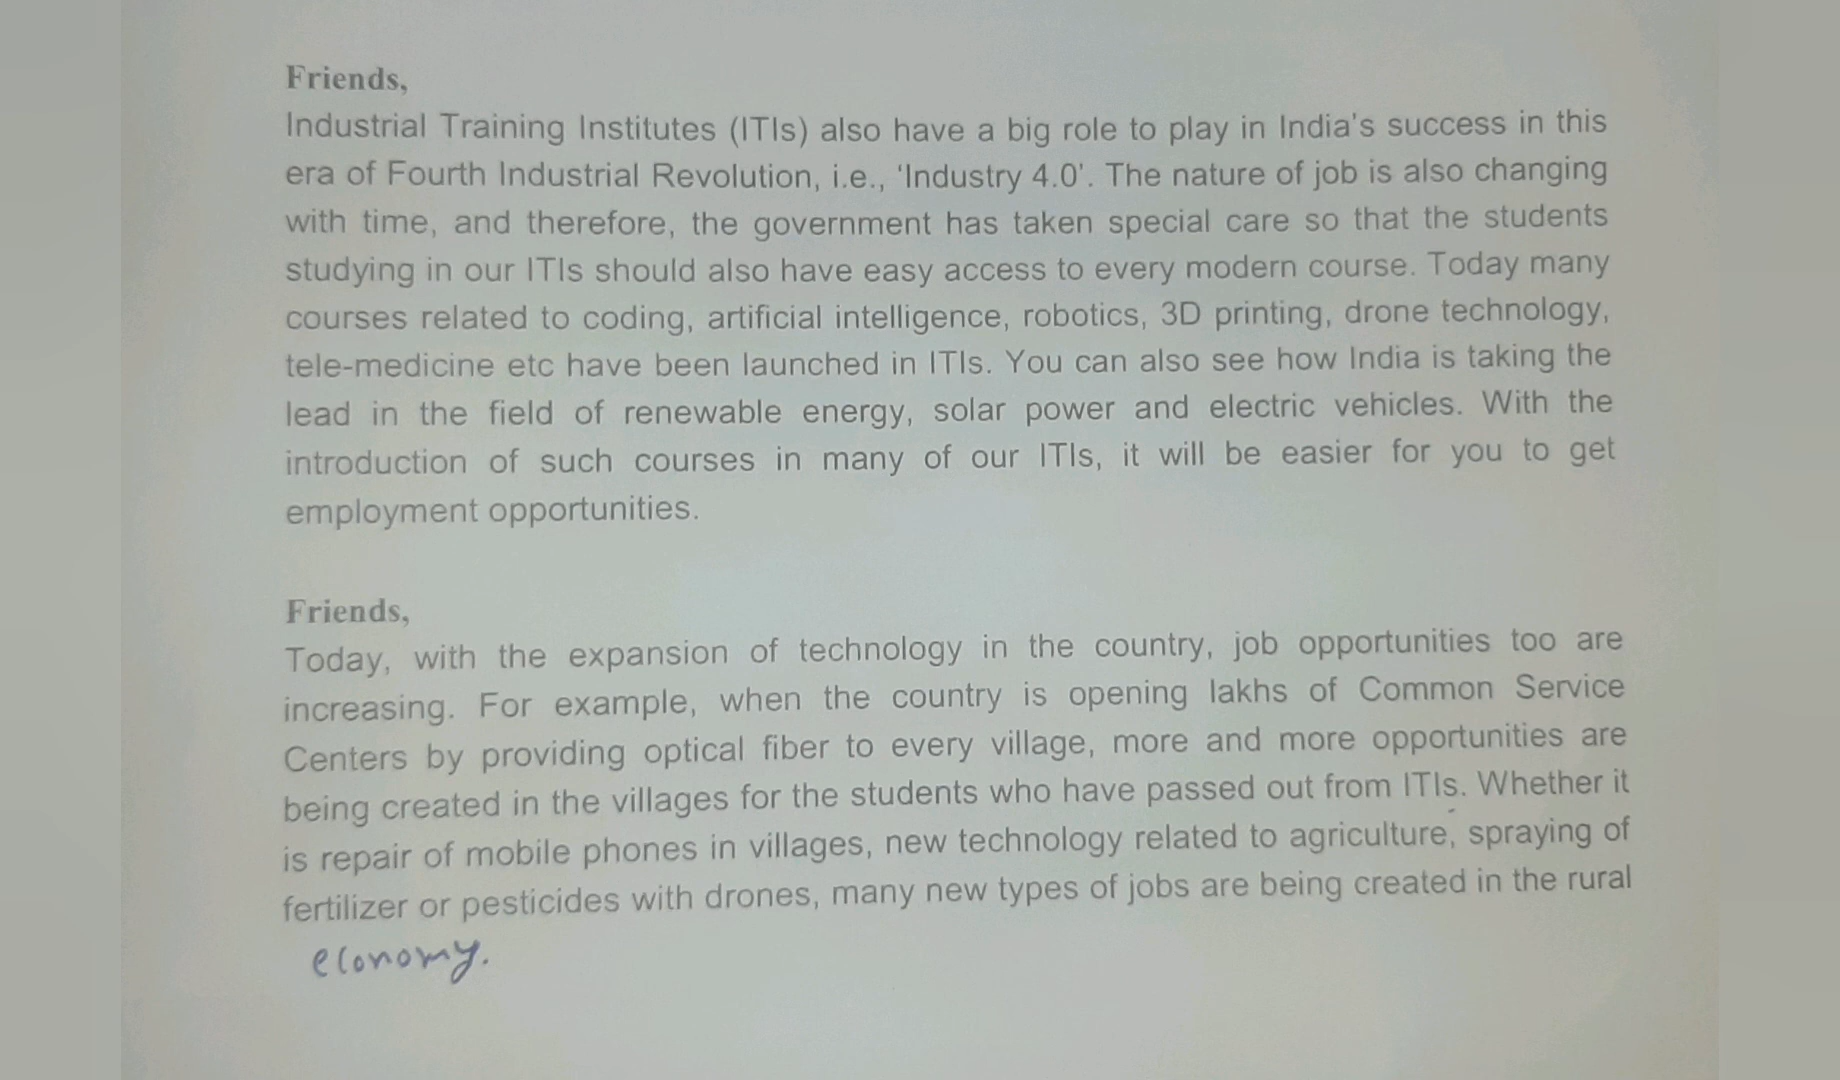 Friends,
Industrial Training Institutes (ITIs) also have a big role to play in India's success in this
era of Fourth Industrial Revolution, i.e., 'Industry 4.0'. The nature of job is also changing
with time, and therefore, the government has taken special care so that the students
studying in our ITIs should also have easy access to every modern course. Today many
courses related to coding, artificial intelligence, robotics, 3D printing, drone technology,
tele-medicine etc have been launched in ITIs. You can also see how India is taking the
lead in the field of renewable energy, solar power and electric vehicles. With the
introduction of such courses in many of our ITIs, it will be easier for you to get
employment opportunities.
Friends,
Today, with the expansion of technology in the country, job opportunities too are
increasing. For example, when the country is opening lakhs of Common Service
Centers by providing optical fiber to every village, more and more opportunities are
being created in the villages for the students who have passed out from ITIs. Whether it
is repair of mobile phones in villages, new technology related to agriculture, spraying of
fertilizer or pesticides with drones, many new types of jobs are being created in the rural
economy.